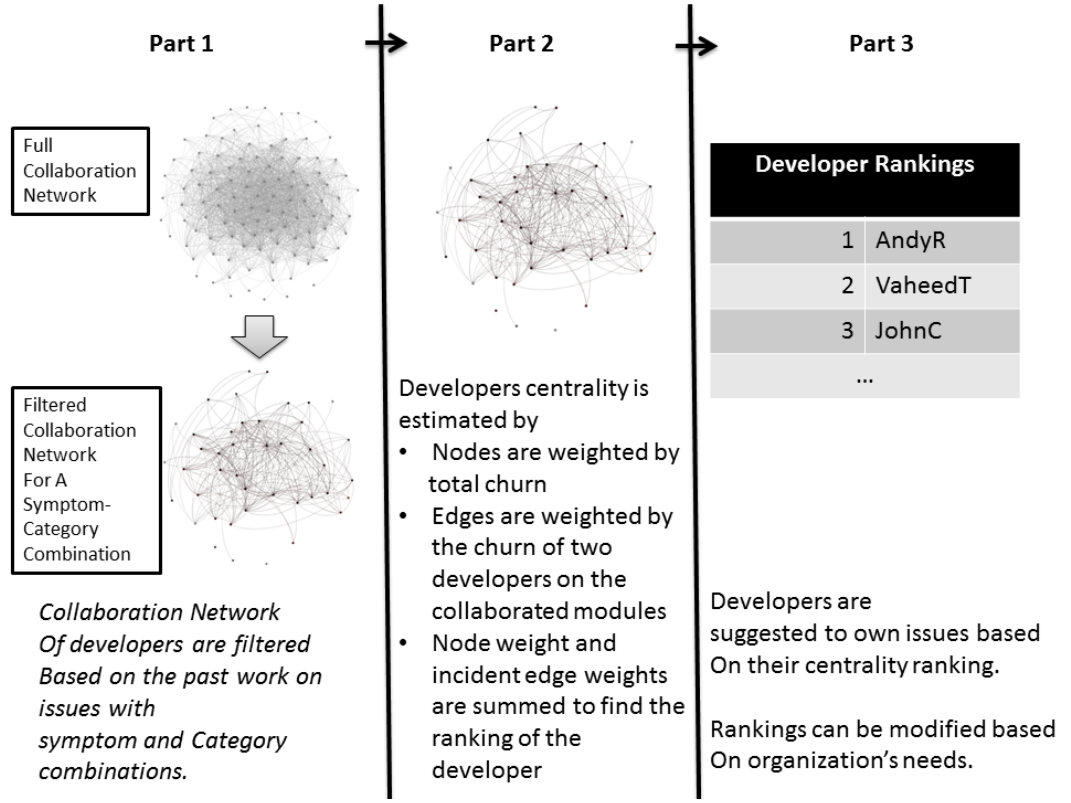 Part 1
Full
Collaboration
Network
Filtered
Collaboration
Network
For A
Symptom-
Category
Combination
Collaboration Network
Of developers are filtered
Based on the past work on
issues with
symptom and Category
combinations.
Part 2
Developers centrality is
estimated by
• Nodes are weighted by
total churn
• Edges are weighted by
the churn of two
developers on the
collaborated modules
• Node weight and
incident edge weights
are summed to find the
ranking of the
developer
Part 3
Developer Rankings
1 AndyR
2 VaheedT
3 JohnC
...
Developers are
suggested to own issues based
On their centrality ranking.
Rankings can be modified based
On organization’s needs.